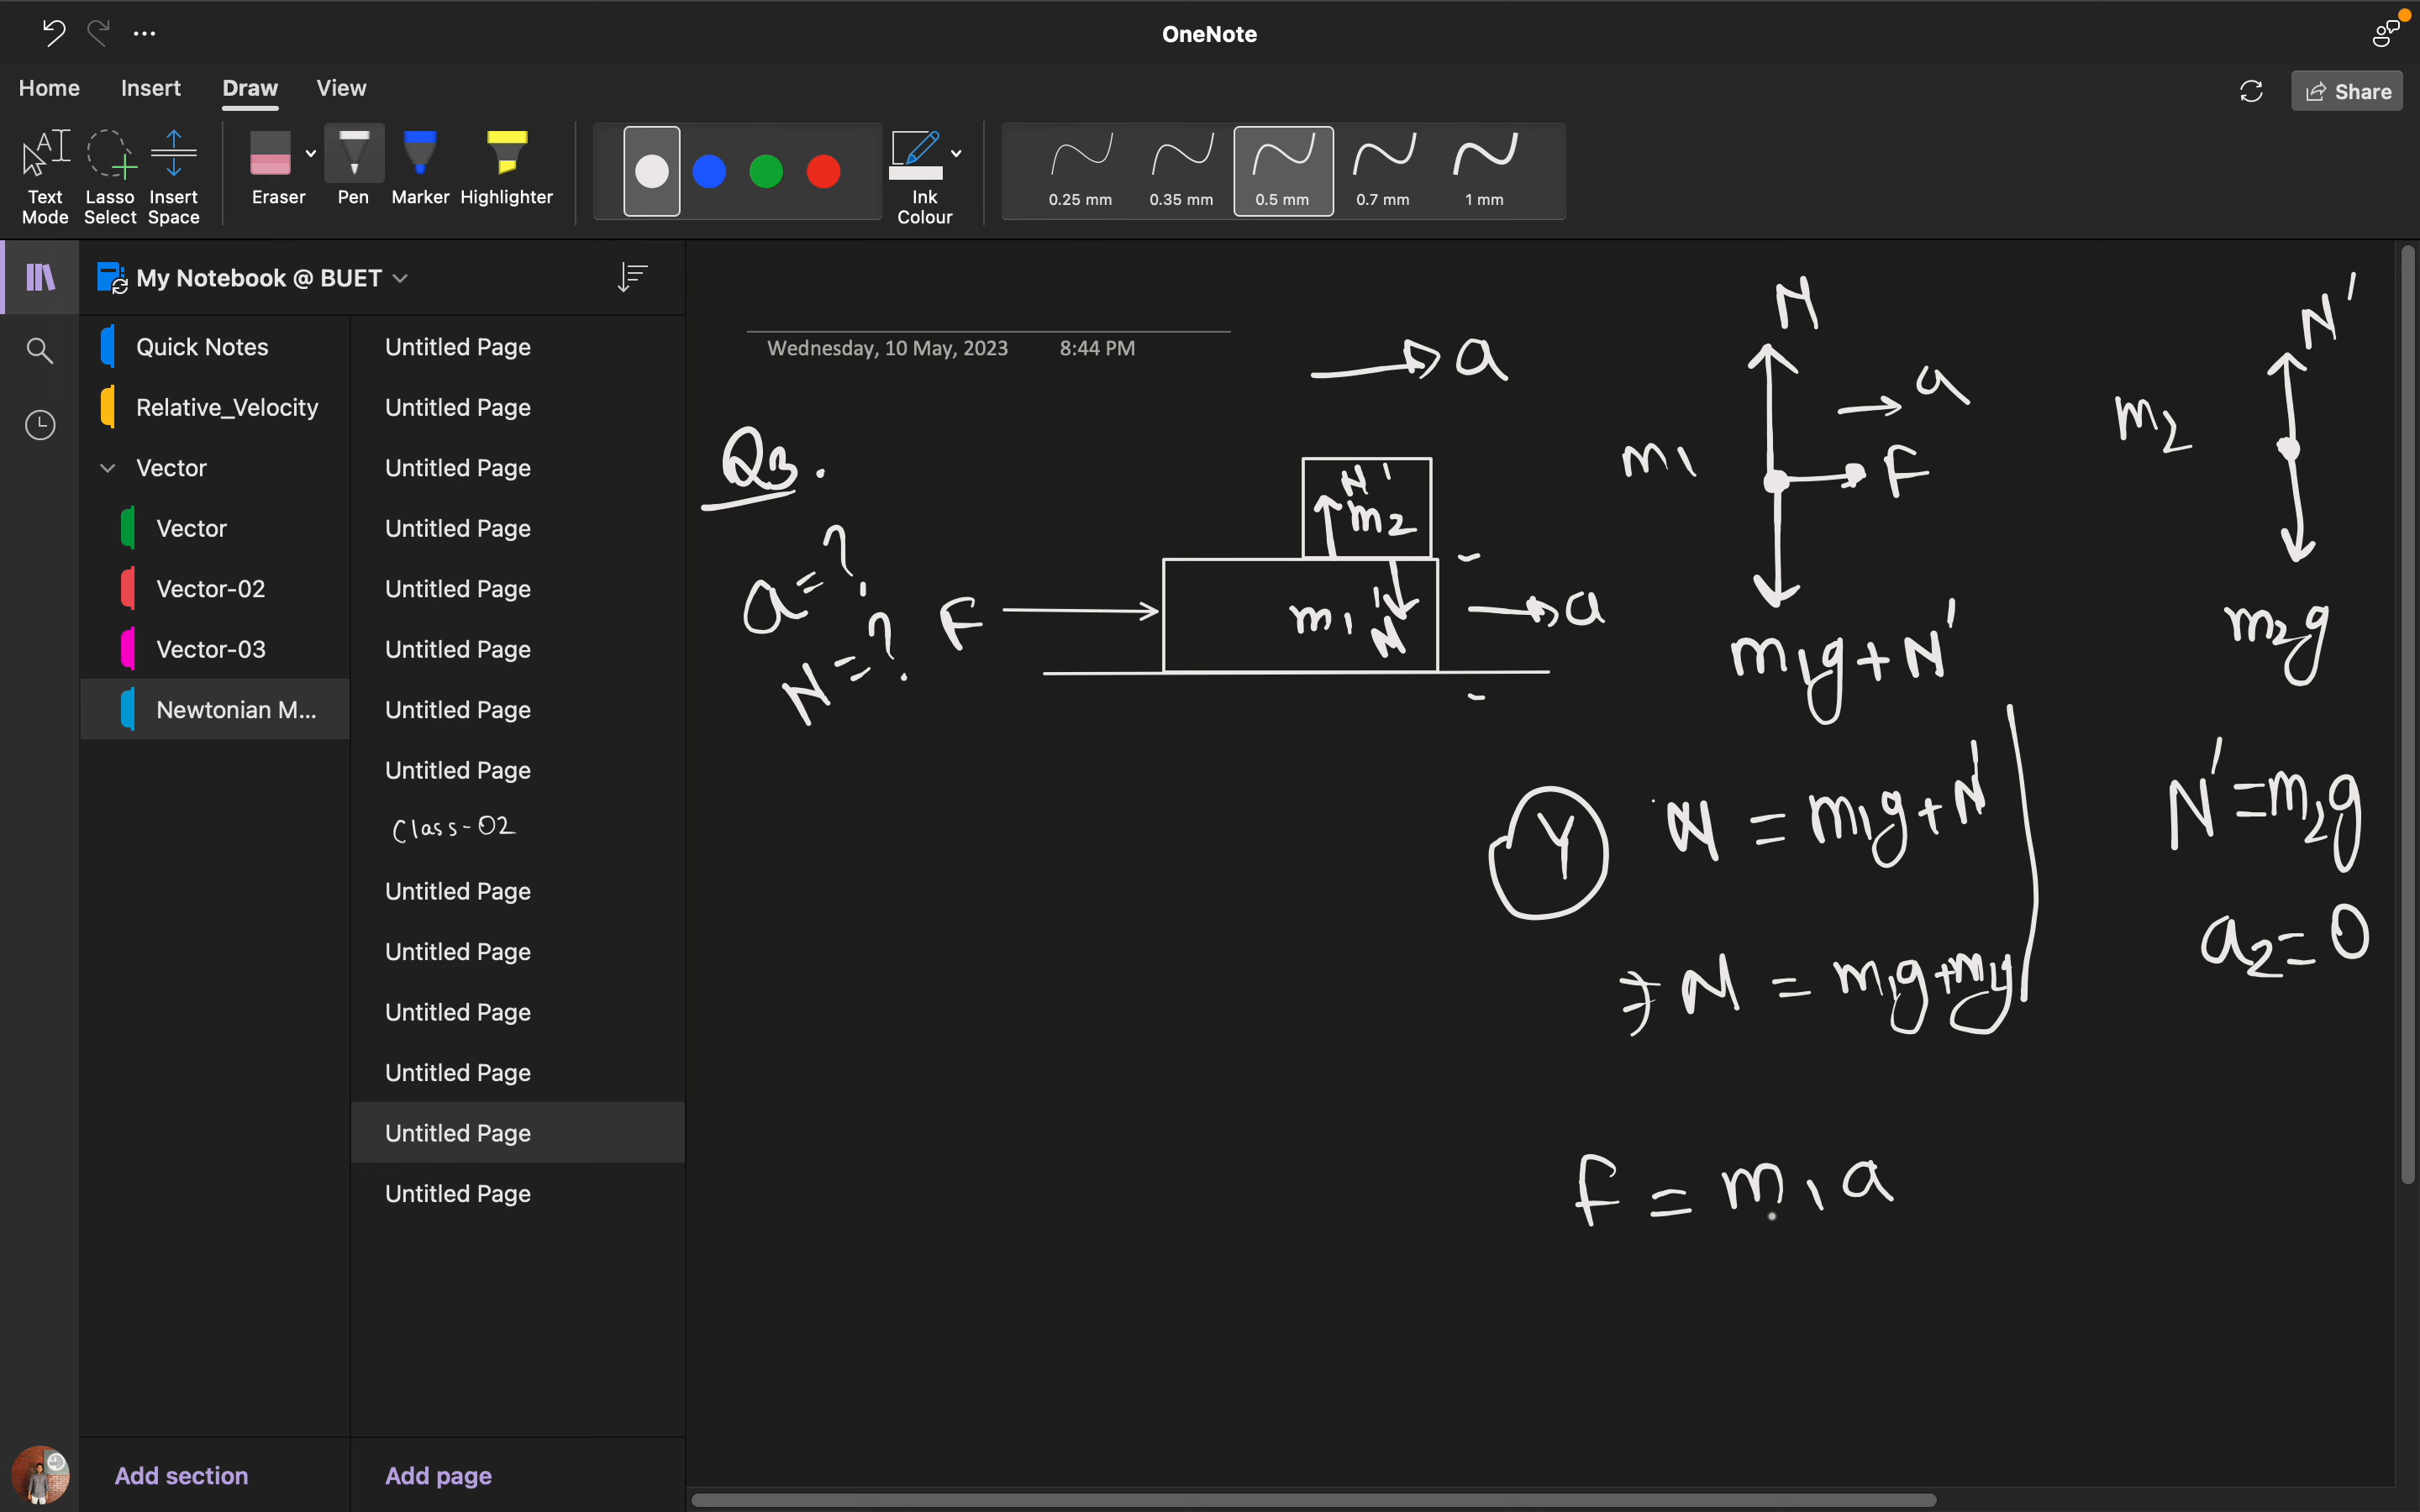 OneNote
Home Insert Draw View
Share
Text Mode
Lasso Select
Insert Space
Eraser
Pen
Marker
Highlighter
Ink Colour
0.25 mm
0.35 mm
0.5 mm
0.7 mm
1 mm
My Notebook @ BUET
Quick Notes
Relative_Velocity
Vector
Vector
Vector-02
Vector-03
Newtonian M...
Untitled Page
Untitled Page
Untitled Page
Untitled Page
Untitled Page
Untitled Page
Untitled Page
Untitled Page
Class-02
Untitled Page
Untitled Page
Untitled Page
Untitled Page
Untitled Page
Untitled Page
Add section
Add page
Wednesday, 10 May, 2023 8:44 PM
a
Q3.
a=?
N=?
F
N'
m2
m1
N'
a
m1
N
a
F
m1g+N'
m2
N'
m2g
Y
N = m1g+N'
⇒ N = m1g+m2g
N'=m2g
a2=0
F = m1a